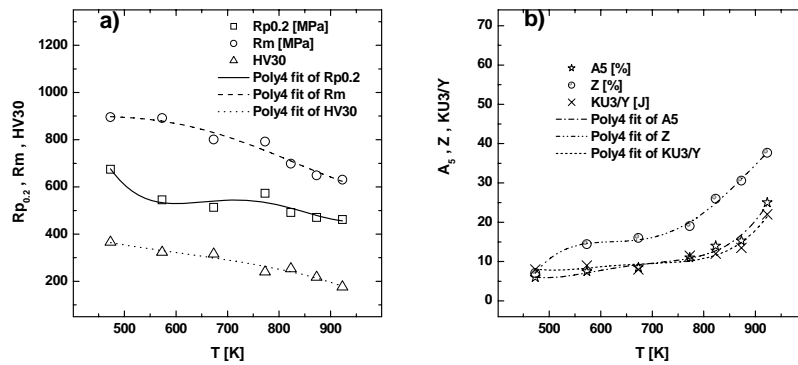 a)
Rp0.2 [MPa]
Rm [MPa]
HV30
Poly4 fit of Rp0.2
Poly4 fit of Rm
Poly4 fit of HV30
1300
1200
1000
800
600
400
200
Rp0.2 , Rm , HV30
500 600 700 800 900
T [K]
b)
A5 [%]
Z [%]
KU3/Y [J]
Poly4 fit of A5
Poly4 fit of Z
Poly4 fit of KU3/Y
70
60
50
40
30
20
10
0
A5 , Z , KU3/Y
400 500 600 700 800 900
T [K]